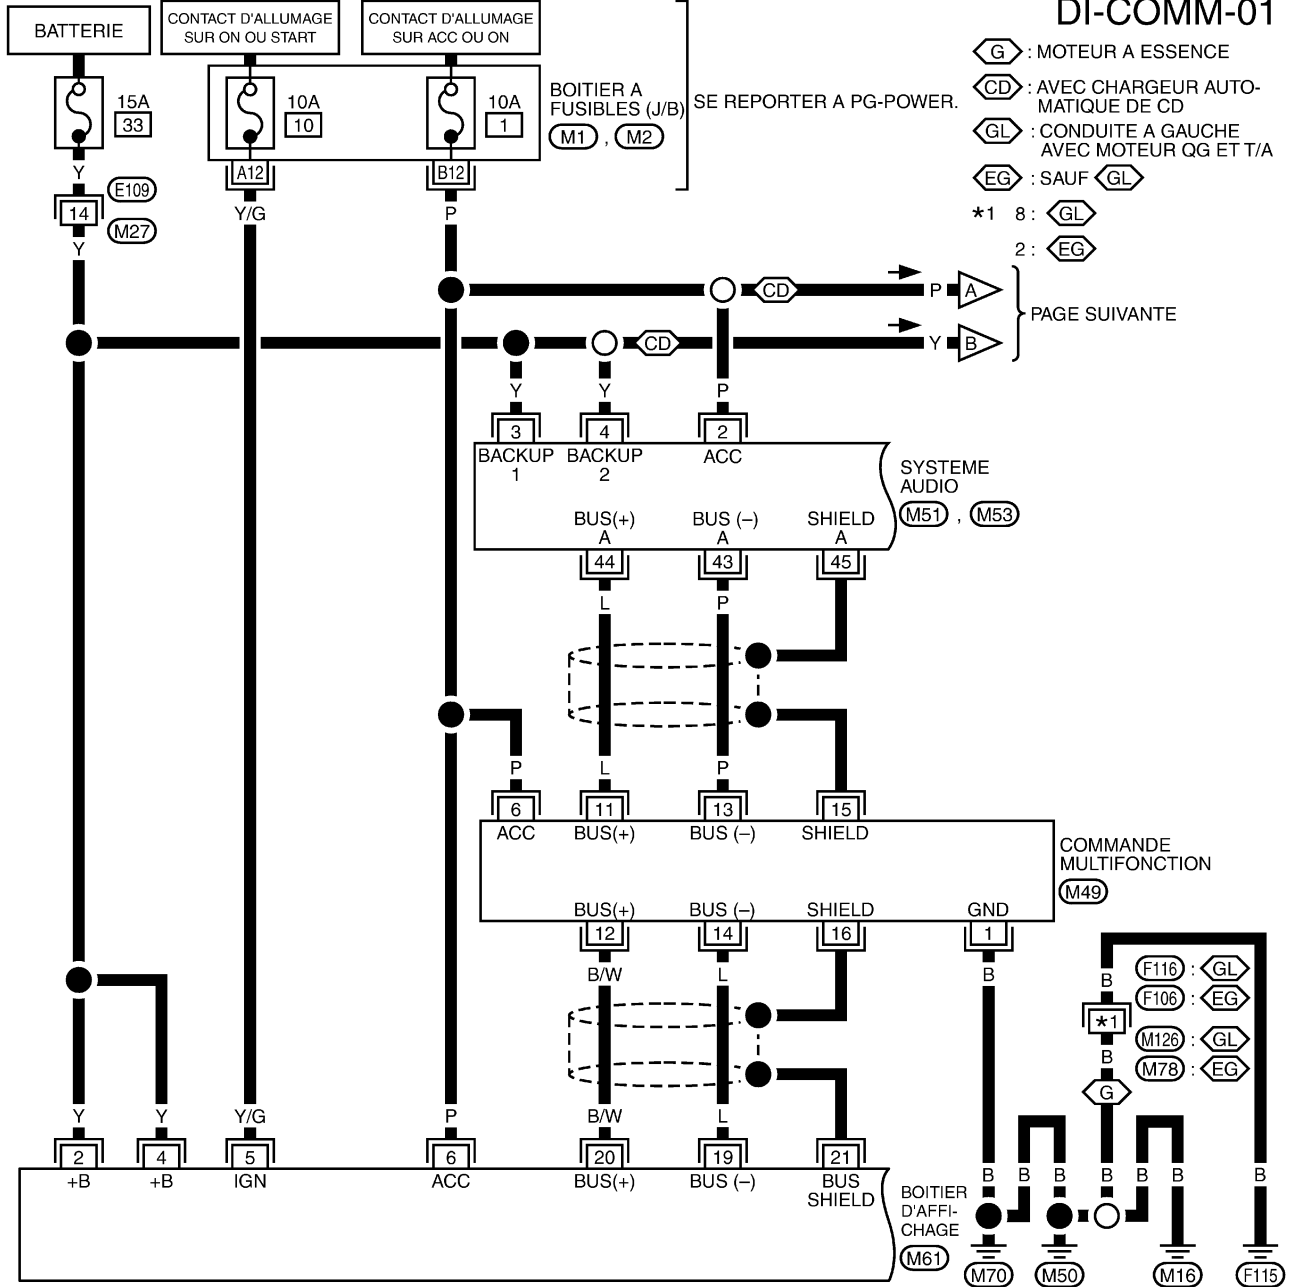 DI-COMM-01
BATTERIE
CONTACT D'ALLUMAGE
SUR ON OU START
CONTACT D'ALLUMAGE
SUR ACC OU ON
G : MOTEUR A ESSENCE
CD : AVEC CHARGEUR AUTO-
MATIQUE DE CD
GL : CONDUITE A GAUCHE
AVEC MOTEUR QG ET T/A
EG : SAUF GL
*1 8 : GL
2 : EG
15A
33
10A
10
10A
1
BOITIER A
FUSIBLES (J/B)
M1 , M2
SE REPORTER A PG-POWER.
Y
A12
B12
E109
14
Y/G
P
M27
Y
CD
P
A
CD
Y
B
PAGE SUIVANTE
Y
Y
P
3
4
2
BACKUP
1
BACKUP
2
ACC
SYSTEME
AUDIO
M51 , M53
BUS(+)
A
BUS (–)
A
SHIELD
A
44
43
45
L
P
P
L
P
6
11
13
15
ACC
BUS(+)
BUS (–)
SHIELD
COMMANDE
MULTIFONCTION
M49
BUS(+)
BUS (–)
SHIELD
GND
12
14
16
1
B/W
L
B
B
F116 : GL
F106 : EG
*1
M126 : GL
M78 : EG
B
G
Y
Y
Y/G
P
B/W
L
2
4
5
6
20
19
21
+B
+B
IGN
ACC
BUS(+)
BUS (–)
BUS
SHIELD
BOITIER
D'AFFI-
CHAGE
M61
B
B
B
B
B
B
B
M70
M50
M16
F115